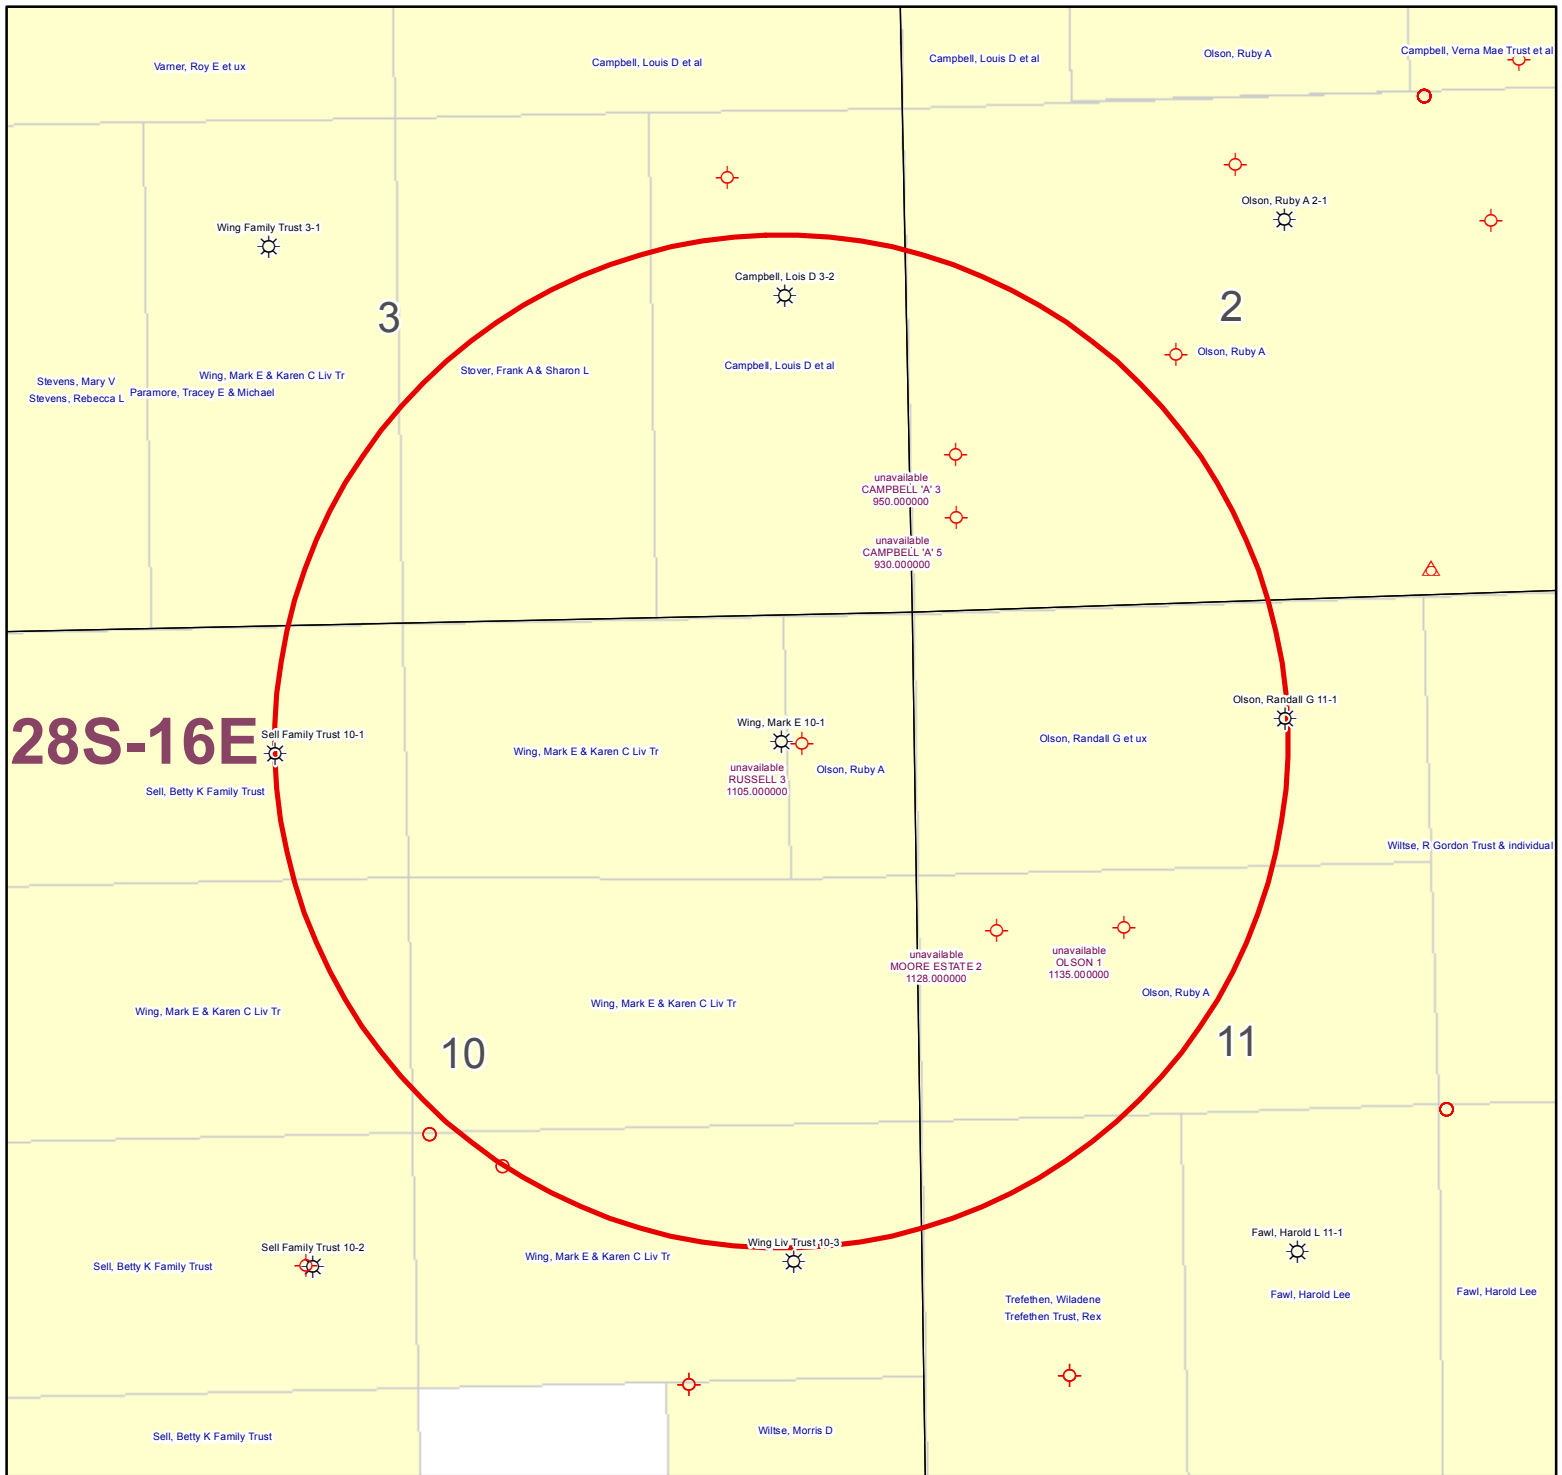 Varner, Roy E et ux
Campbell, Louis D et al
Campbell, Louis D et al
Olson, Ruby A
Campbell, Verna Mae Trust et al
Wing Family Trust 3-1
Olson, Ruby A 2-1
Campbell, Lois D 3-2
3
2
Olson, Ruby A
Campbell, Louis D et al
Stover, Frank A & Sharon L
Wing, Mark E & Karen C Liv Tr
Stevens, Mary V
Paramore, Tracey E & Michael
Stevens, Rebecca L
unavailable
CAMPBELL 'A' 3
950.000000
unavailable
CAMPBELL 'A' 5
930.000000
28S-16E
Sell Family Trust 10-1
Wing, Mark E 10-1
Olson, Randall G 11-1
Wing, Mark E & Karen C Liv Tr
Olson, Randall G et ux
unavailable
RUSSELL 3
1105.000000
Olson, Ruby A
Sell, Betty K Family Trust
Wiltse, R Gordon Trust & individual
unavailable
MOORE ESTATE 2
1128.000000
unavailable
OLSON 1
1135.000000
Olson, Ruby A
Wing, Mark E & Karen C Liv Tr
Wing, Mark E & Karen C Liv Tr
10
11
Sell Family Trust 10-2
Wing Liv Trust 10-3
Fawl, Harold L 11-1
Sell, Betty K Family Trust
Wing, Mark E & Karen C Liv Tr
Trefethen, Wiladene
Trefethen Trust, Rex
Fawl, Harold Lee
Fawl, Harold Lee
Sell, Betty K Family Trust
Wiltse, Morris D